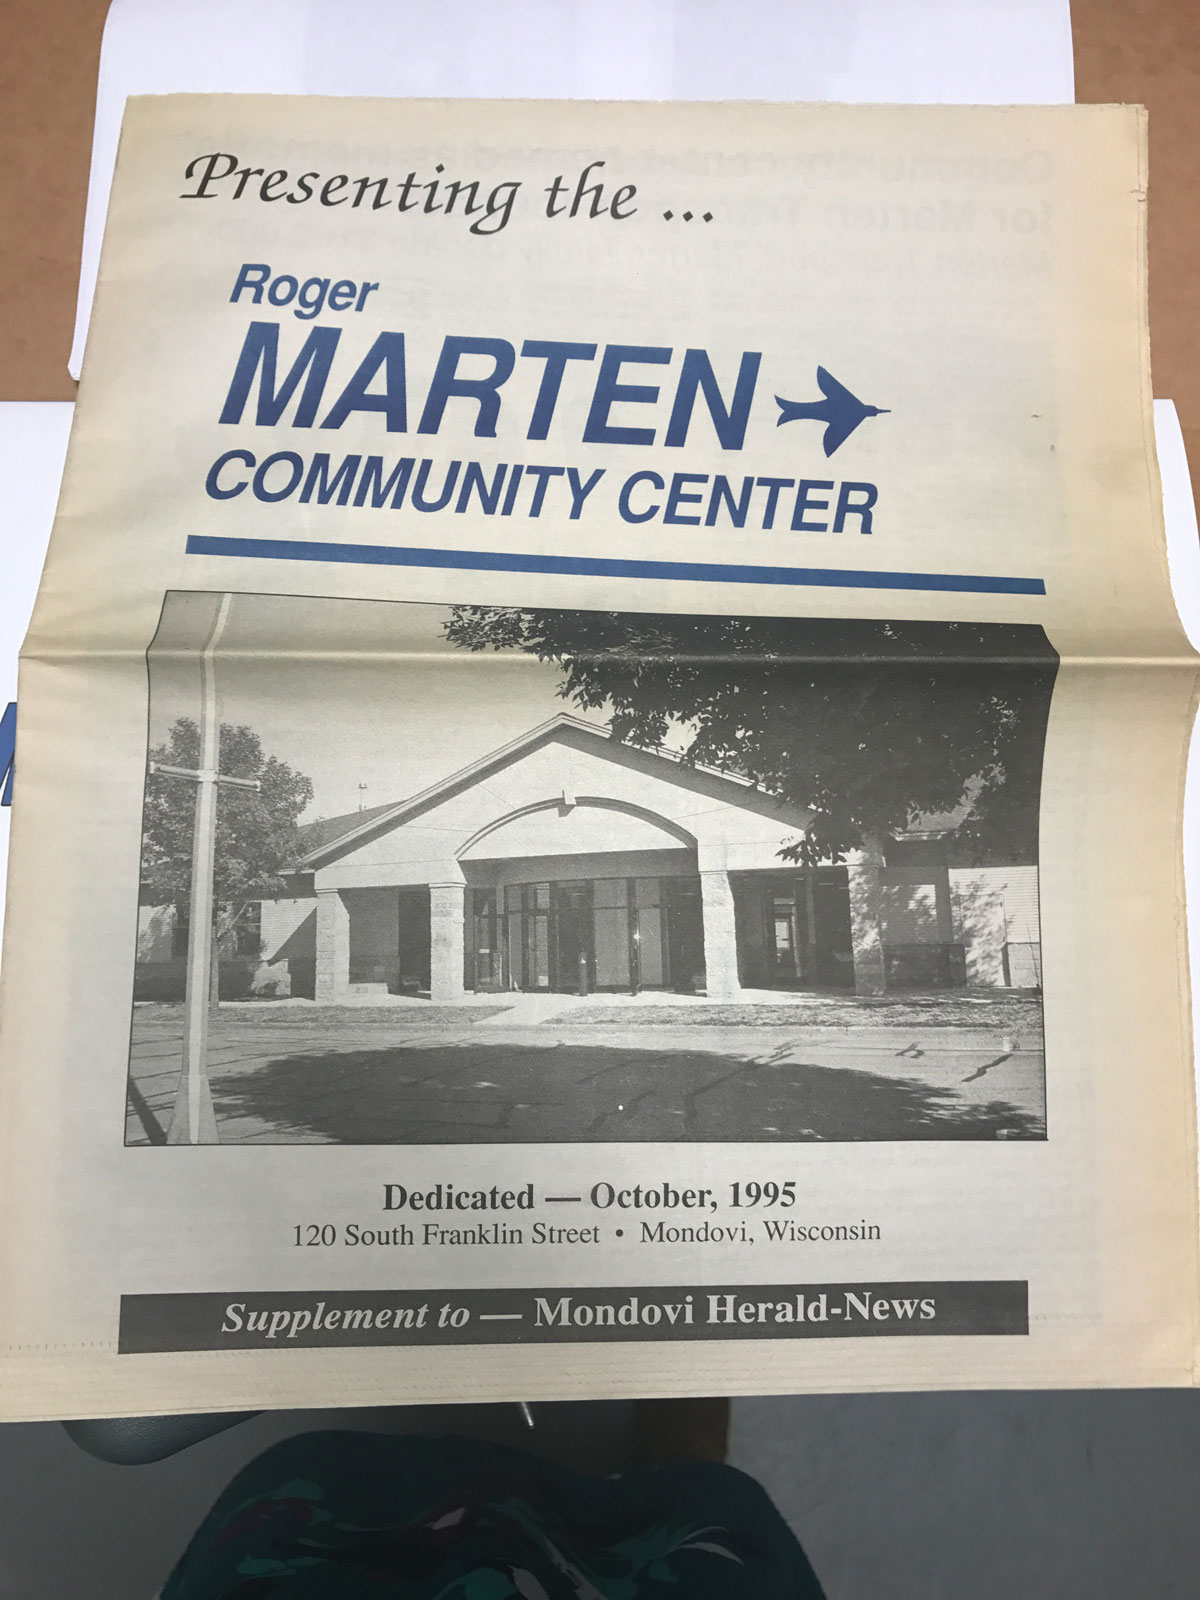 Presenting the ...
Roger
MARTEN
COMMUNITY CENTER
Dedicated — October, 1995
120 South Franklin Street • Mondovi, Wisconsin
Supplement to — Mondovi Herald-News